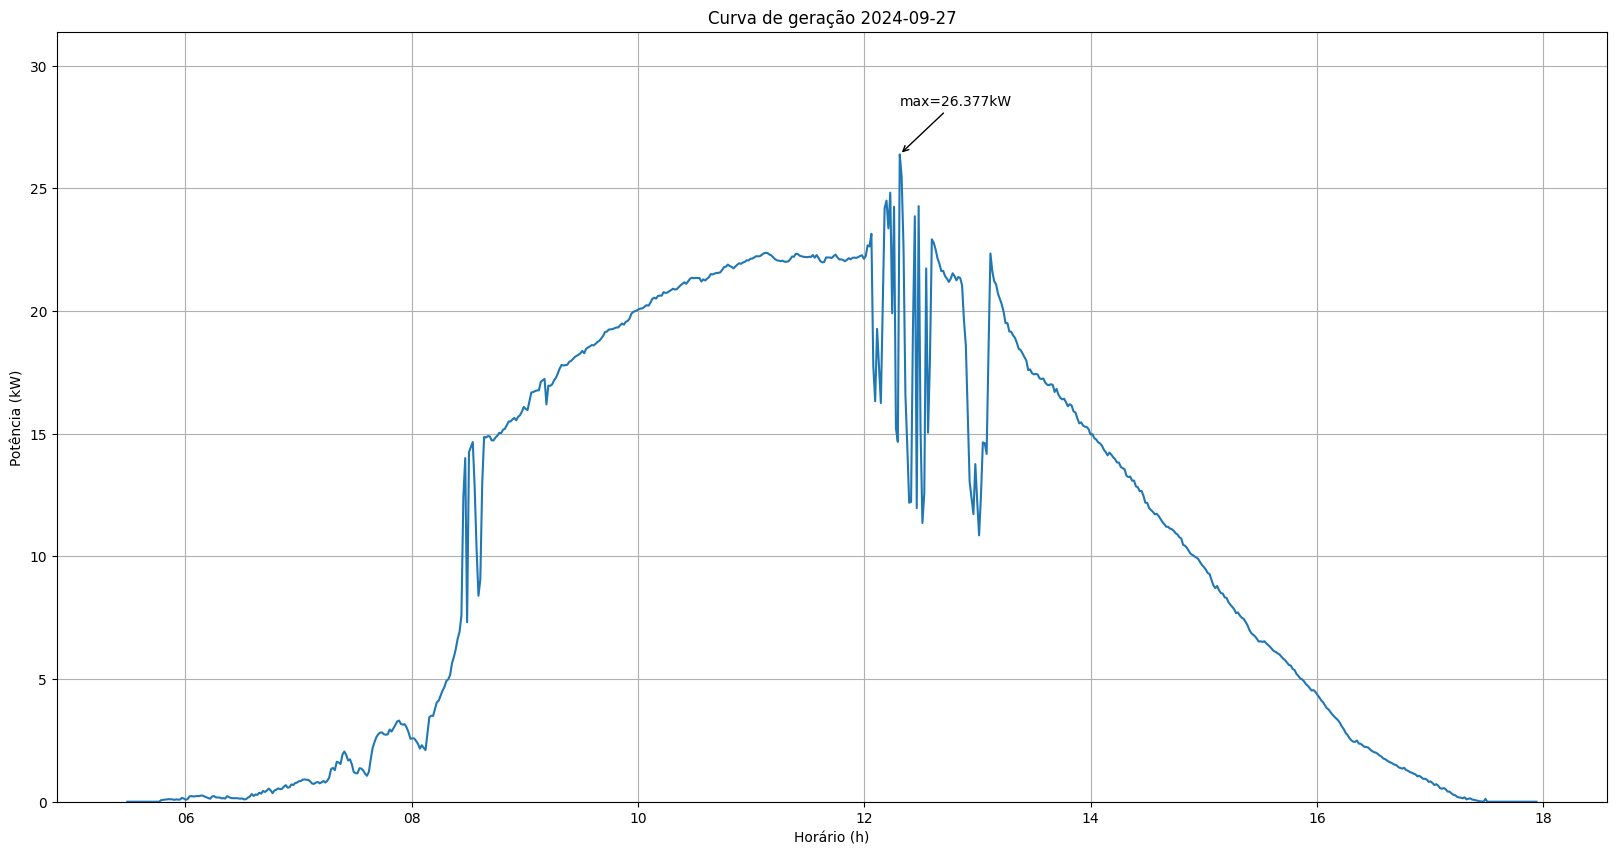 Curva de geração 2024-09-27
max=26.377kW
30
25
20
15
10
5
0
Potência (kW)
06 08 10 12 14 16 18
Horário (h)